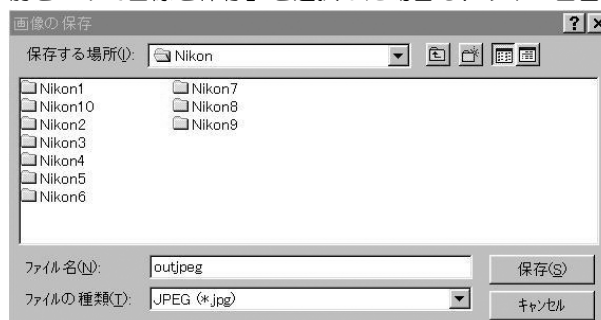 画像の保存
保存する場所(I): Nikon
Nikon1
Nikon10
Nikon2
Nikon3
Nikon4
Nikon5
Nikon6
Nikon7
Nikon8
Nikon9
ファイル名(N): outjpeg
保存(S)
ファイルの種類(T): JPEG (*.jpg)
キャンセル